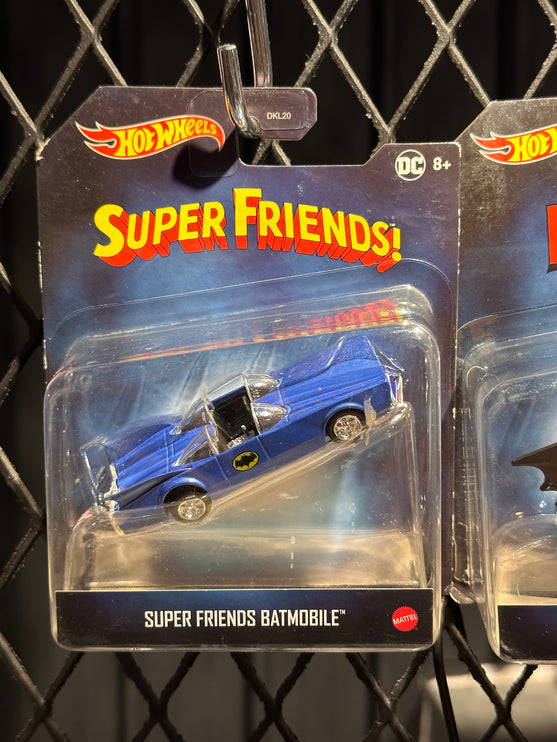 DKL20
HOT WHEELS
DC 8+
SUPER FRIENDS!
SUPER FRIENDS BATMOBILE™
MATTEL
HOT